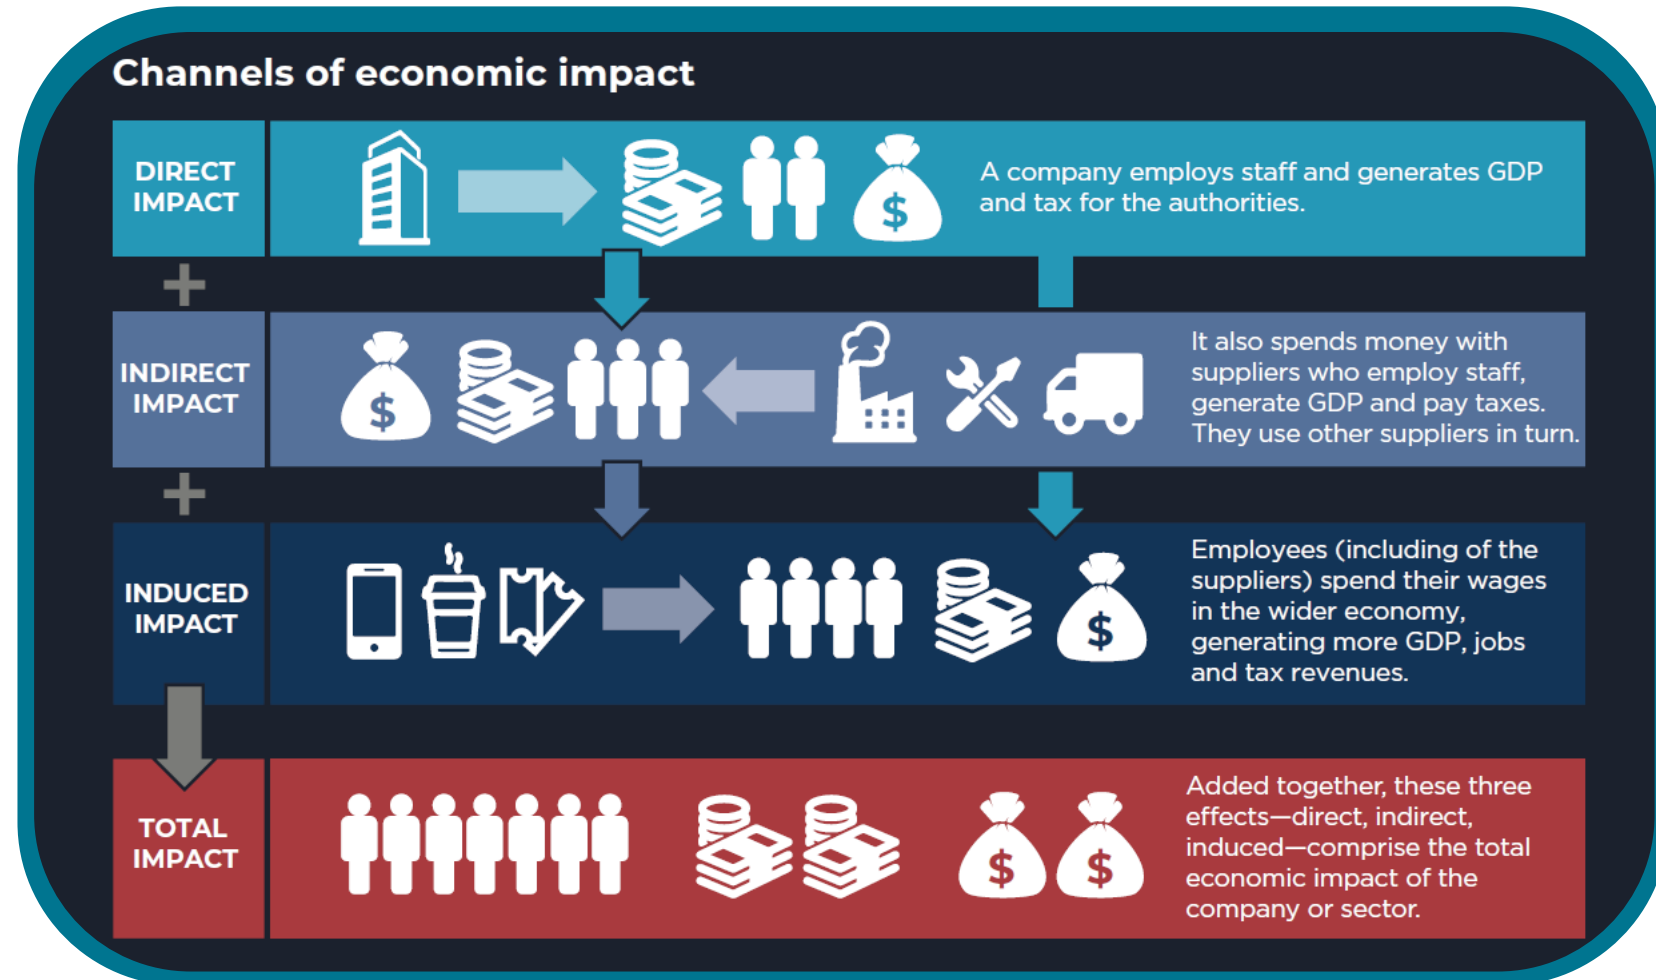 Channels of economic impact
DIRECT
IMPACT
$
A company employs staff and generates GDP
and tax for the authorities.
+
INDIRECT
IMPACT
$
It also spends money with
suppliers who employ staff,
generate GDP and pay taxes.
They use other suppliers in turn.
+
INDUCED
IMPACT
$
Employees (including of the
suppliers) spend their wages
in the wider economy,
generating more GDP, jobs
and tax revenues.
TOTAL
IMPACT
$ $
Added together, these three
effects—direct, indirect,
induced—comprise the total
economic impact of the
company or sector.